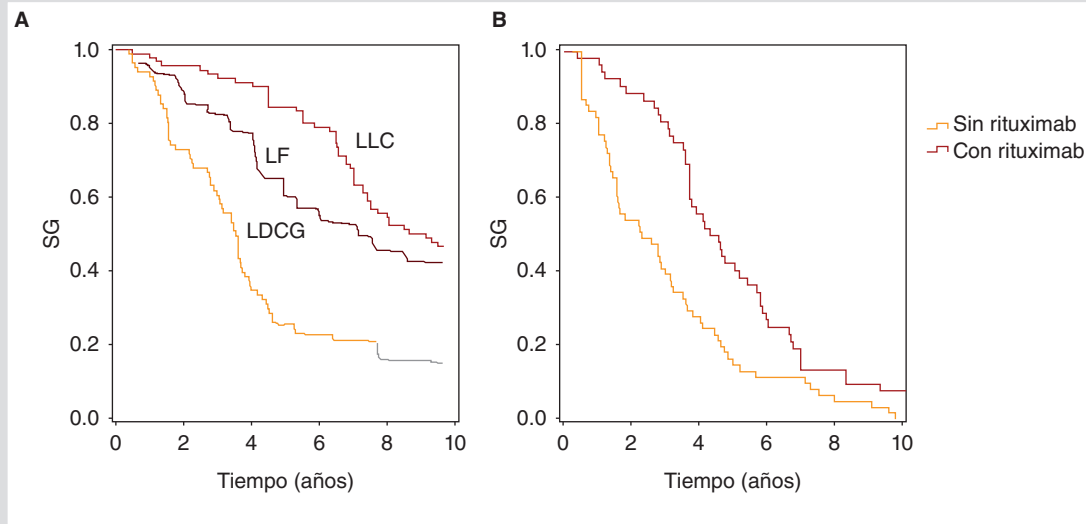 A
B
1.0
0.8
0.6
0.4
0.2
0.0
SG
LLC
LF
LDCG
0 2 4 6 8 10
Tiempo (años)
1.0
0.8
0.6
0.4
0.2
0.0
SG
0 2 4 6 8 10
Tiempo (años)
Sin rituximab
Con rituximab